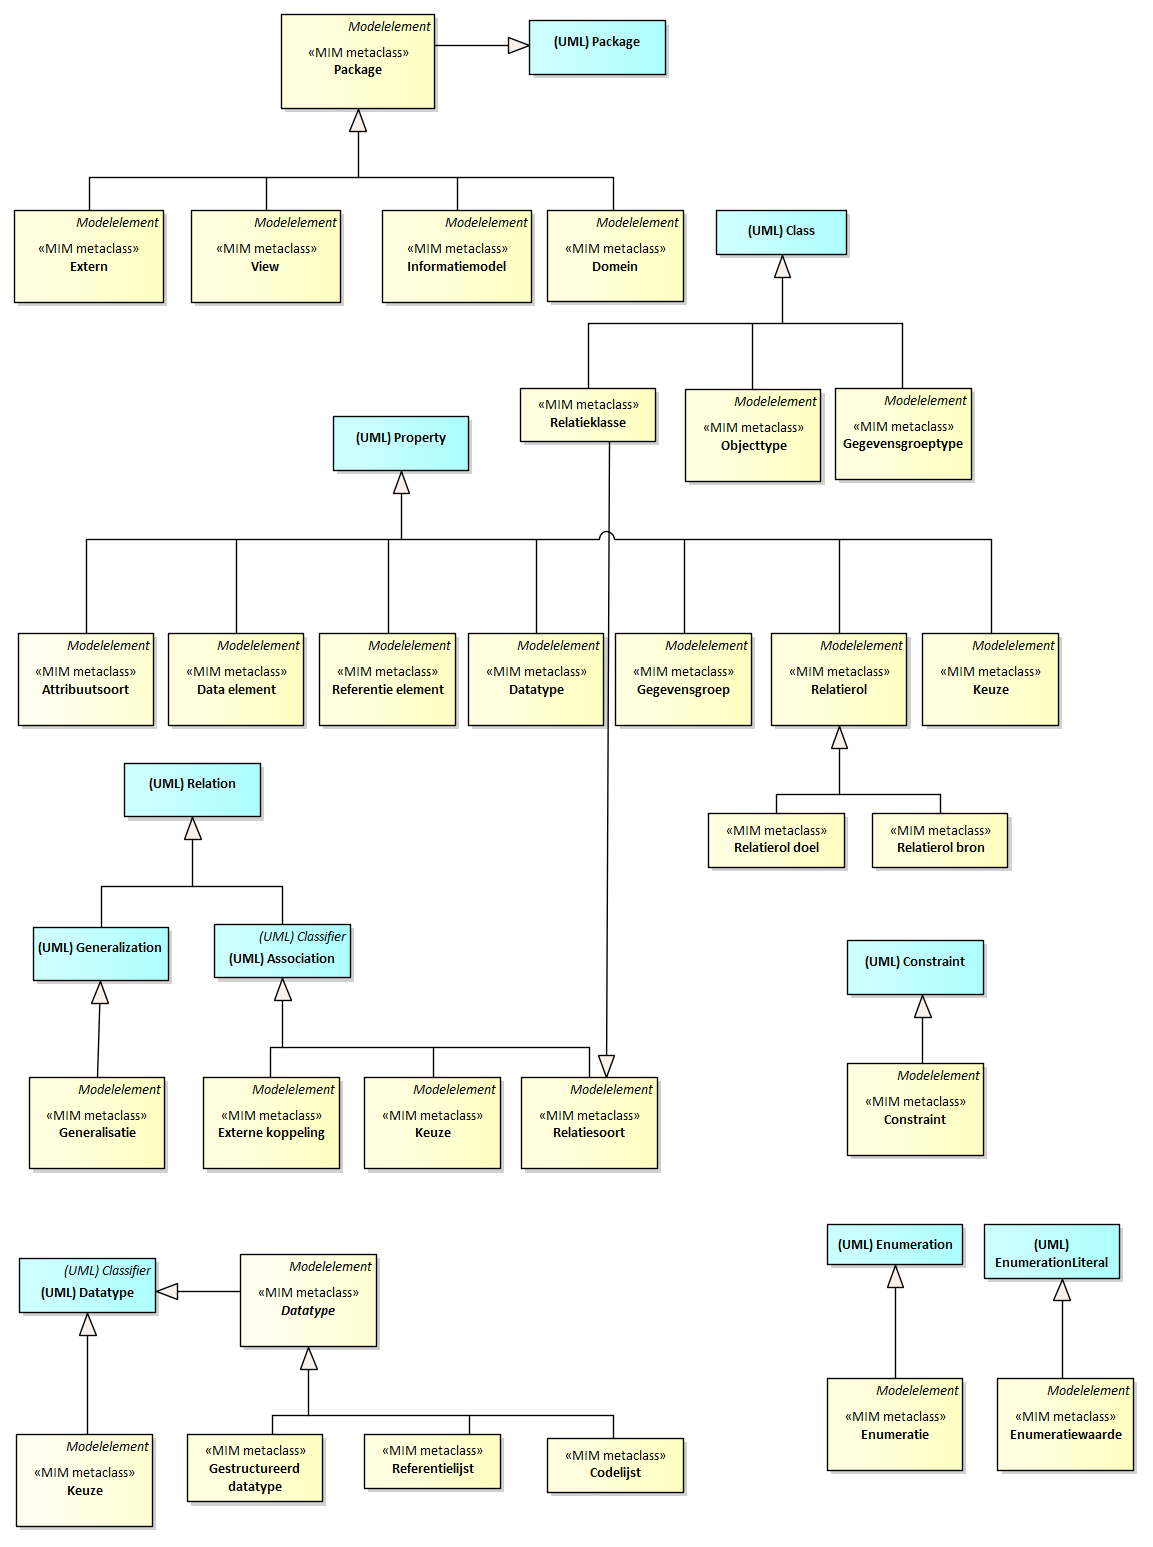 Modelelement
«MIM metaclass»
Package
(UML) Package
Modelelement
«MIM metaclass»
Extern
Modelelement
«MIM metaclass»
View
Modelelement
«MIM metaclass»
Informatiemodel
Modelelement
«MIM metaclass»
Domein
(UML) Class
«MIM metaclass»
Relatieklasse
Modelelement
«MIM metaclass»
Objecttype
Modelelement
«MIM metaclass»
Gegevensgroeptype
(UML) Property
Modelelement
«MIM metaclass»
Attribuutsoort
Modelelement
«MIM metaclass»
Data element
Modelelement
«MIM metaclass»
Referentie element
Modelelement
«MIM metaclass»
Datatype
Modelelement
«MIM metaclass»
Gegevensgroep
Modelelement
«MIM metaclass»
Relatierol
Modelelement
«MIM metaclass»
Keuze
«MIM metaclass»
Relatierol doel
«MIM metaclass»
Relatierol bron
(UML) Relation
(UML) Generalization
(UML) Classifier
(UML) Association
(UML) Constraint
Modelelement
«MIM metaclass»
Generalisatie
Modelelement
«MIM metaclass»
Externe koppeling
Modelelement
«MIM metaclass»
Keuze
Modelelement
«MIM metaclass»
Relatiesoort
Modelelement
«MIM metaclass»
Constraint
(UML) Classifier
(UML) Datatype
Modelelement
«MIM metaclass»
Datatype
(UML) Enumeration
(UML)
EnumerationLiteral
Modelelement
«MIM metaclass»
Keuze
«MIM metaclass»
Gestructureerd
datatype
«MIM metaclass»
Referentielijst
«MIM metaclass»
Codelijst
Modelelement
«MIM metaclass»
Enumeratie
Modelelement
«MIM metaclass»
Enumeratiewaarde